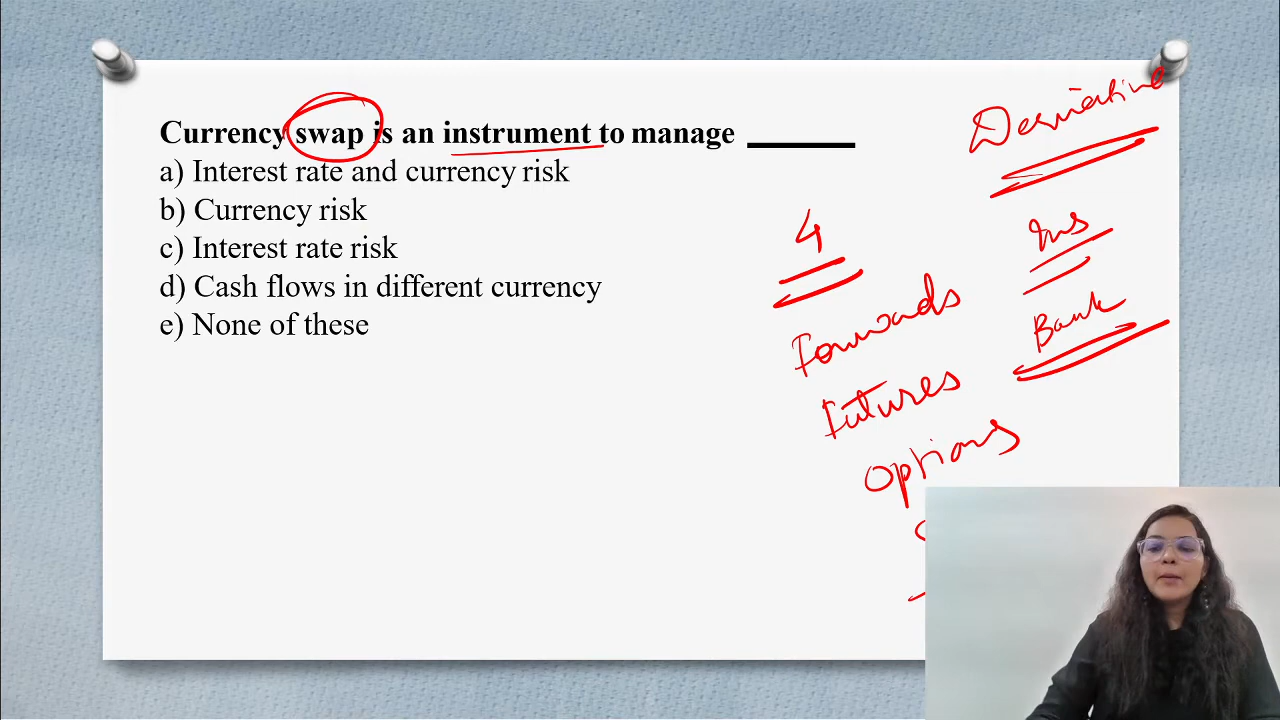 Currency swap is an instrument to manage ________
a) Interest rate and currency risk
b) Currency risk
c) Interest rate risk
d) Cash flows in different currency
e) None of these
Derivative
4
Ins
Bank
Forwards
Futures
Options